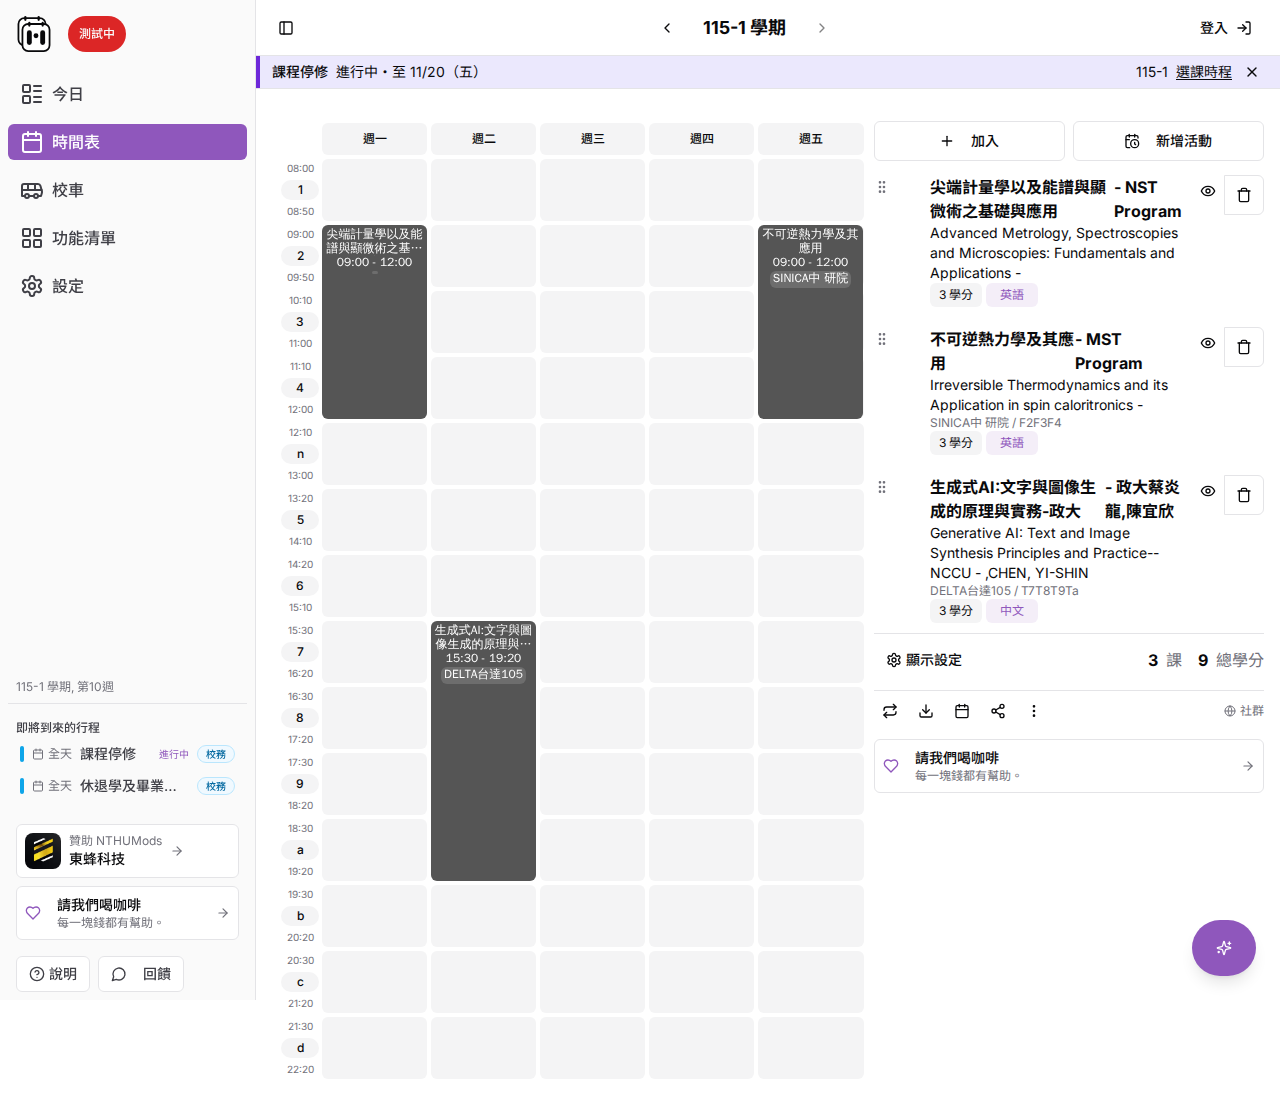 測試中
今日
時間表
校車
功能清單
設定
115-1 學期, 第10週
即將到來的行程
全天 課程停修 進行中 校務
全天 休退學及畢業... 校務
贊助 NTHUMods
東蜂科技
請我們喝咖啡
每一塊錢都有幫助。
說明
回饋
115-1 學期
登入
課程停修 進行中・至 11/20（五）
115-1 選課時程
週一 週二 週三 週四 週五
08:00
1
08:50
09:00
2
09:50
10:10
3
11:00
11:10
4
12:00
12:10
n
13:00
13:20
5
14:10
14:20
6
15:10
15:30
7
16:20
16:30
8
17:20
17:30
9
18:20
18:30
a
19:20
19:30
b
20:20
20:30
c
21:20
21:30
d
22:20
尖端計量學以及能
譜與顯微術之基…
09:00 - 12:00
生成式AI:文字與圖
像生成的原理與…
15:30 - 19:20
DELTA台達105
不可逆熱力學及其
應用
09:00 - 12:00
SINICA中 研院
加入
新增活動
尖端計量學以及能譜與顯 - NST
微術之基礎與應用 Program
Advanced Metrology, Spectroscopies
and Microscopies: Fundamentals and
Applications -
3 學分 英語
不可逆熱力學及其應 - MST
用 Program
Irreversible Thermodynamics and its
Application in spin caloritronics -
SINICA中 研院 / F2F3F4
3 學分 英語
生成式AI:文字與圖像生 - 政大蔡炎
成的原理與實務-政大 龍,陳宜欣
Generative AI: Text and Image
Synthesis Principles and Practice--
NCCU - ,CHEN, YI-SHIN
DELTA台達105 / T7T8T9Ta
3 學分 中文
顯示設定
3 課 9 總學分
社群
請我們喝咖啡
每一塊錢都有幫助。